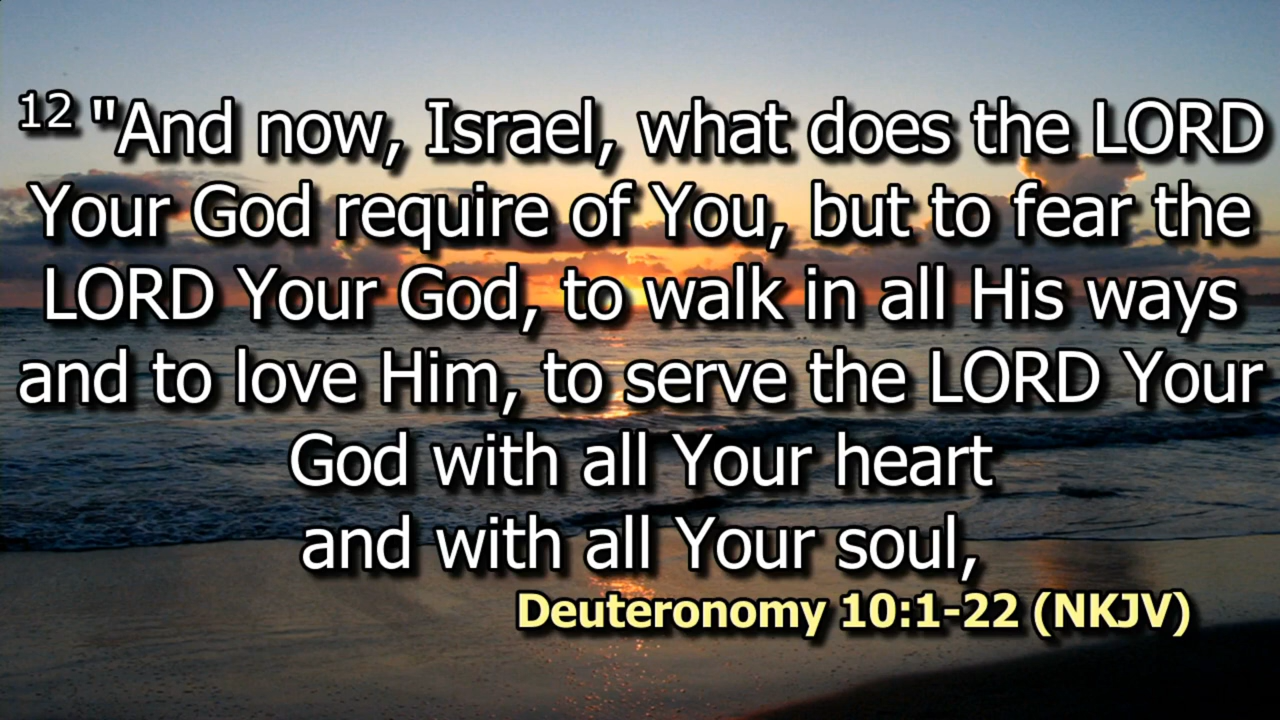 12 "And now, Israel, what does the LORD
Your God require of You, but to fear the
LORD Your God, to walk in all His ways
and to love Him, to serve the LORD Your
God with all Your heart
and with all Your soul,
Deuteronomy 10:1-22 (NKJV)